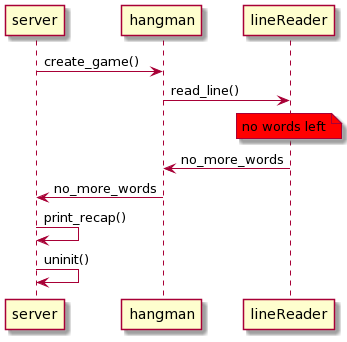 server hangman lineReader
create_game()
read_line()
no words left
no_more_words
no_more_words
print_recap()
uninit()
server hangman lineReader